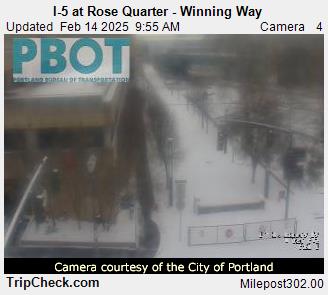 I-5 at Rose Quarter - Winning Way
Updated Feb 14 2025 9:55 AM Camera 4
PBOT
PORTLAND BUREAU OF TRANSPORTATION
Camera courtesy of the City of Portland
TripCheck.com Milepost302.00